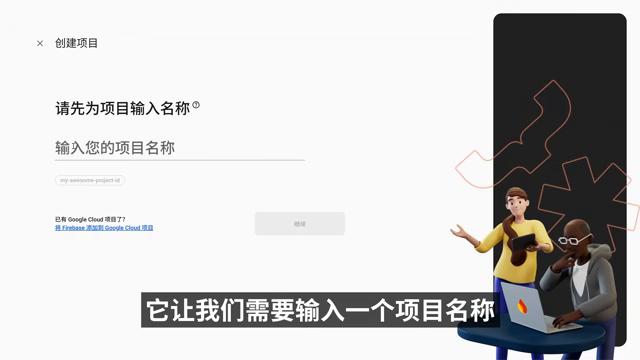 创建项目
请先为项目输入名称
输入您的项目名称
my-awesome-project-id
已有 Google Cloud 项目了？
将 Firebase 添加到 Google Cloud 项目
继续
它让我们需要输入一个项目名称